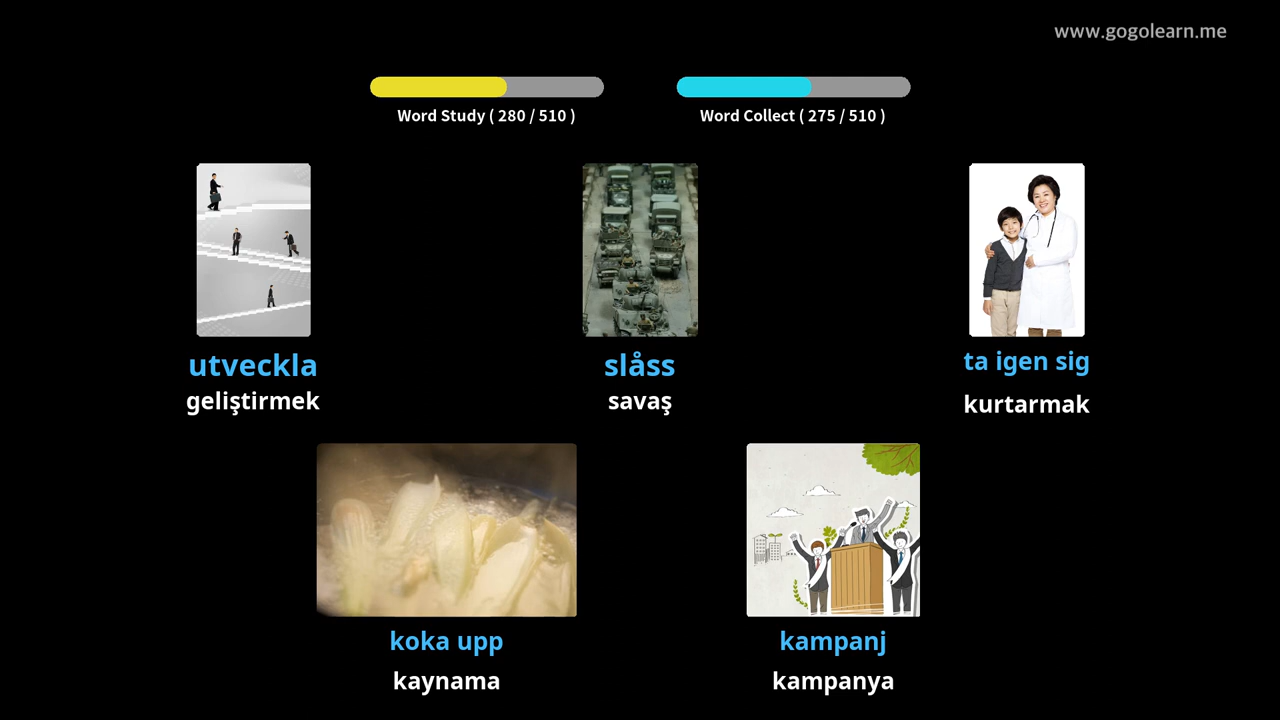 www.gogolearn.me
Word Study ( 280 / 510 )
Word Collect ( 275 / 510 )
utveckla
geliştirmek
slåss
savaş
ta igen sig
kurtarmak
koka upp
kaynama
kampanj
kampanya